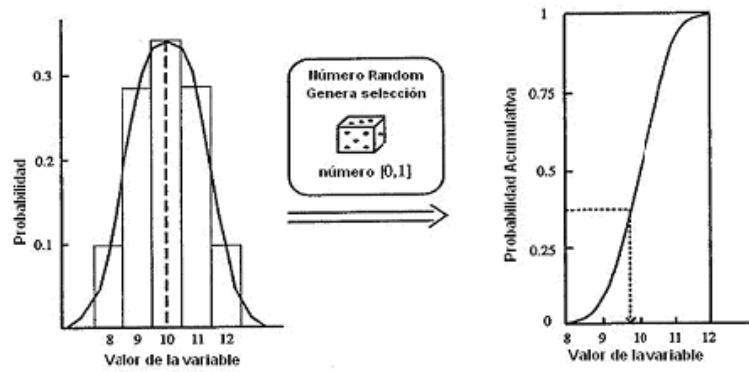 Probabilidad
0.3
0.2
0.1
8 9 10 11 12
Valor de la variable
Número Random
Genera selección
número [0,1]
Probabilidad Acumulativa
1
0.75
0.5
0.25
0
8 9 10 11 12
Valor de la variable